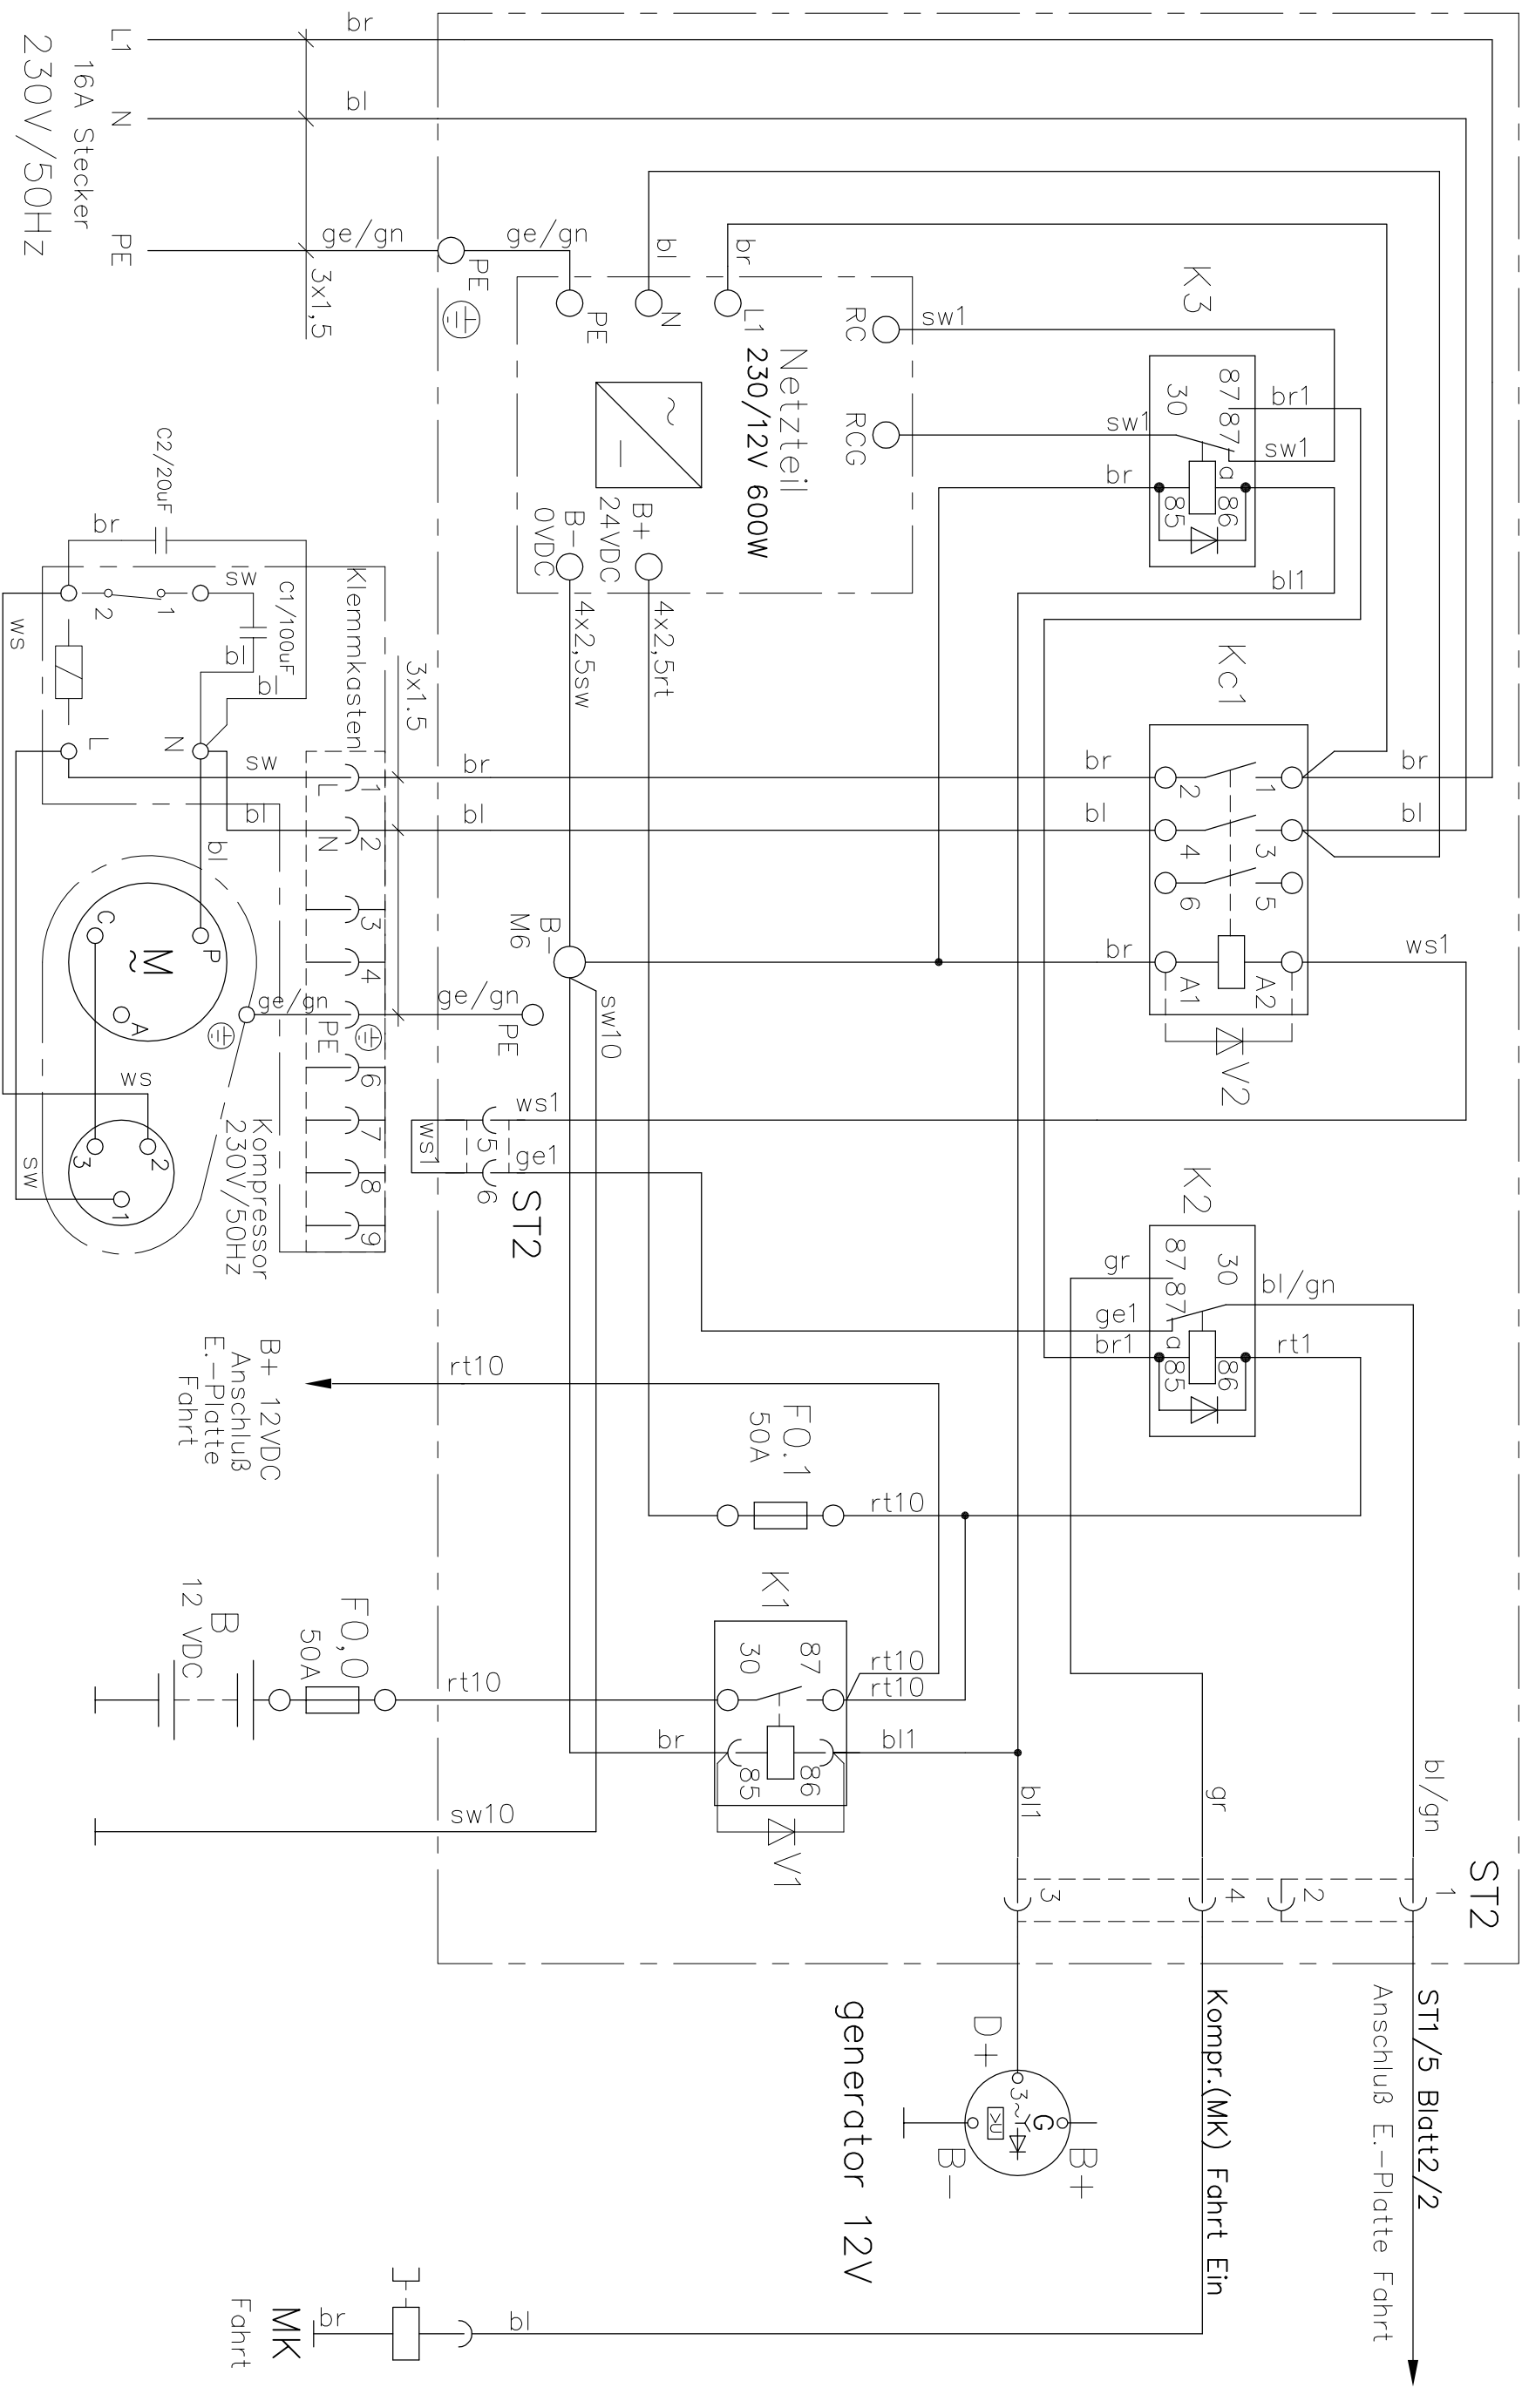 br
L1
16A Stecker
230V/50Hz
bl
N
PE
ge/gn
3x1,5
PE
ge/gn
bl
br
PE
N
L1
Netzteil
230/12V 600W
RC
RCG
~
B+
24VDC
B-
0VDC
4x2,5sw
4x2,5rt
sw1
sw1
K3
87
87
a
30
br1
sw1
br
85
86
bl1
C2/20uF
br
sw
C1/100uF
bl
bl
ws
2
1
L
N
sw
bl
bl
Klemmkasten
3x1.5
1
L
2
N
3
4
PE
6
7
8
9
br
bl
Kc1
br
bl
br
bl
1
2
3
4
5
6
br
A1
A2
ws1
V2
B-
M6
sw10
ge/gn
PE
ge/gn
C
M
~
P
A
ws
sw
3
2
1
Kompressor
230V/50Hz
ws1
ws1
5
6
ge1
ST2
K2
87
87
a
30
gr
bl/gn
ge1
br1
85
86
rt1
B+ 12VDC
Anschluß
E.-Platte
Fahrt
rt10
F0.1
50A
rt10
K1
30
87
rt10
rt10
br
85
86
bl1
V1
F0,0
50A
B
12 VDC
rt10
sw10
bl1
gr
bl/gn
ST2
3
4
2
1
ST1/5 Blatt2/2
Anschluß E.-Platte Fahrt
Kompr.(MK) Fahrt Ein
D+
G
3~
>U
B+
B-
generator 12V
bl
br
MK
Fahrt